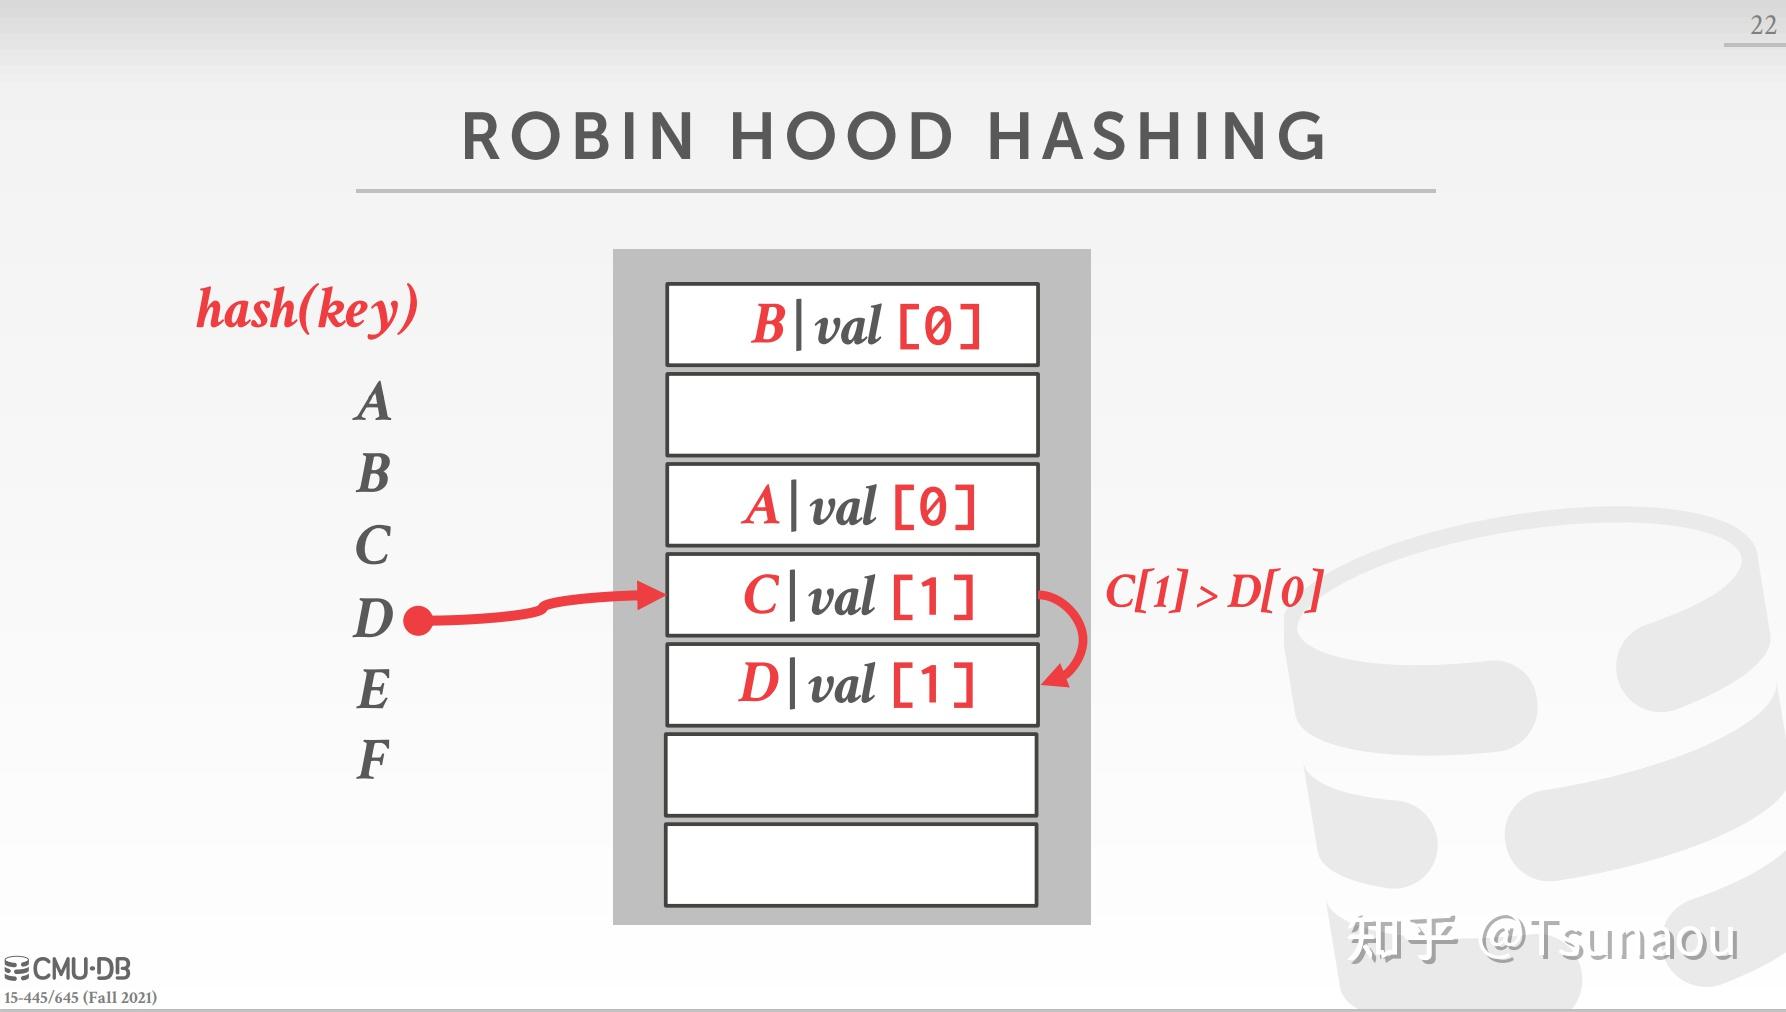 22
ROBIN HOOD HASHING
hash(key)
A
B
C
D
E
F
B|val [0]
A|val [0]
C|val [1]
D|val [1]
C[1] > D[0]
CMU·DB
15-445/645 (Fall 2021)
知乎 @Tsunaou